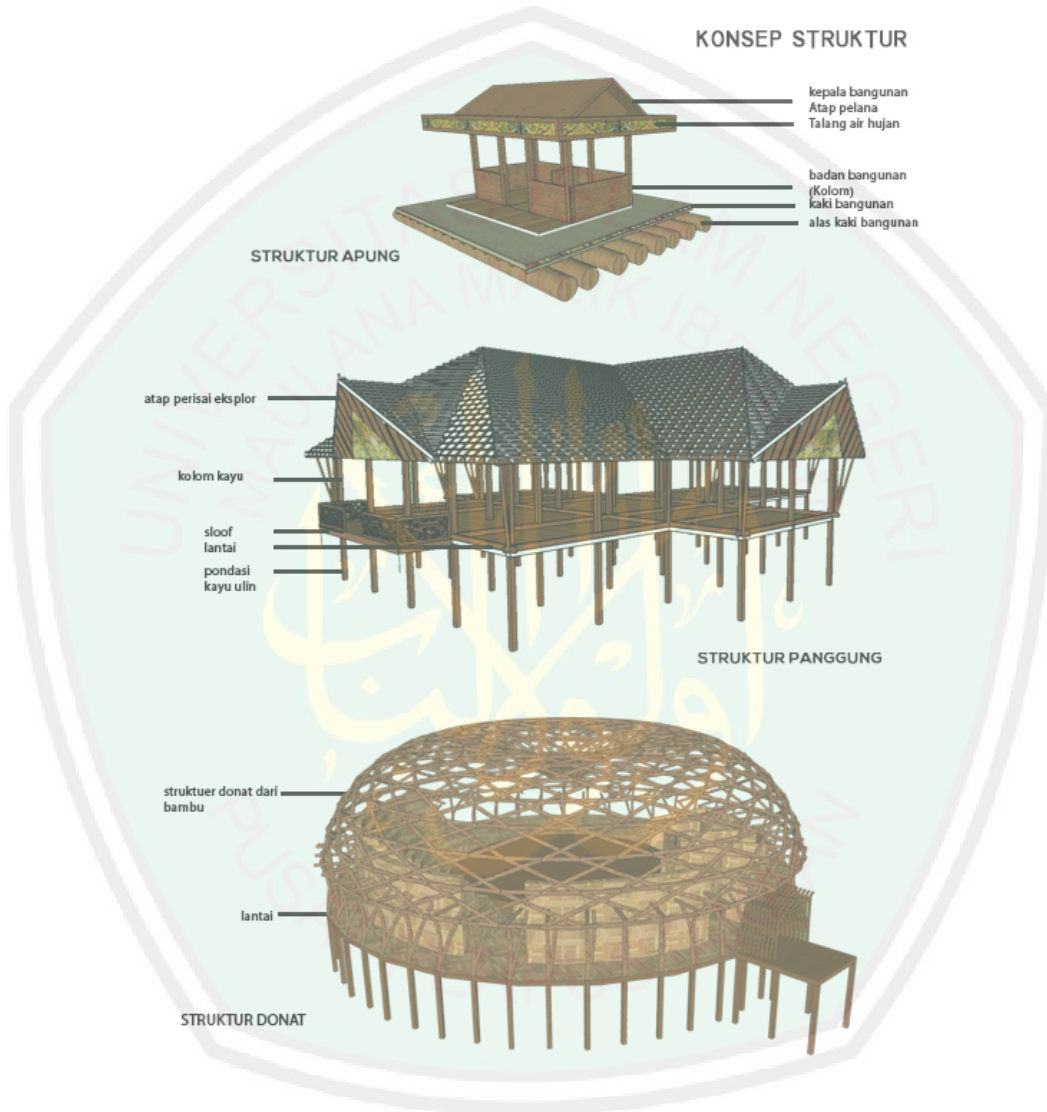 KONSEP STRUKTUR
kepala bangunan
Atap pelana
Talang air hujan
badan bangunan
(Kolom)
kaki bangunan
alas kaki bangunan
STRUKTUR APUNG
atap perisai eksplor
kolom kayu
sloof
lantai
pondasi
kayu ulin
STRUKTUR PANGGUNG
struktuer donat dari
bambu
lantai
STRUKTUR DONAT